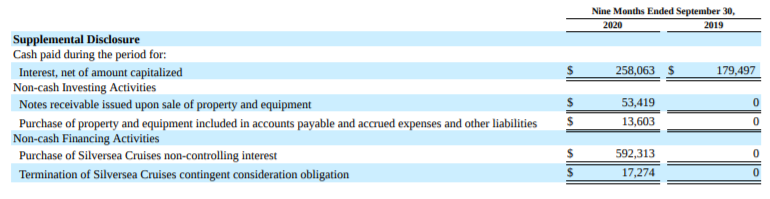 Nine Months Ended September 30,
2020 2019
Supplemental Disclosure
Cash paid during the period for:
Interest, net of amount capitalized $ 258,063 $ 179,497
Non-cash Investing Activities
Notes receivable issued upon sale of property and equipment $ 53,419 0
Purchase of property and equipment included in accounts payable and accrued expenses and other liabilities $ 13,603 0
Non-cash Financing Activities
Purchase of Silversea Cruises non-controlling interest $ 592,313 0
Termination of Silversea Cruises contingent consideration obligation $ 17,274 0